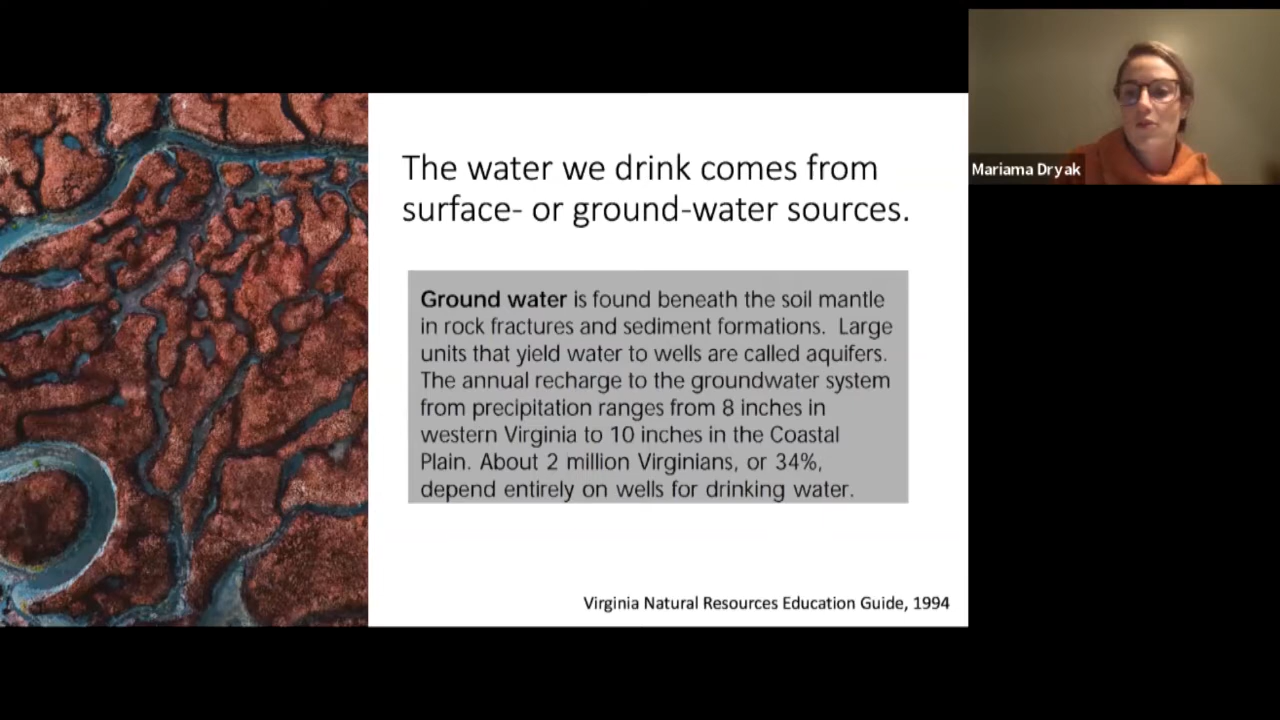 The water we drink comes from
surface- or ground-water sources.
Ground water is found beneath the soil mantle
in rock fractures and sediment formations.  Large
units that yield water to wells are called aquifers.
The annual recharge to the groundwater system
from precipitation ranges from 8 inches in
western Virginia to 10 inches in the Coastal
Plain.  About 2 million Virginians, or 34%,
depend entirely on wells for drinking water.
Virginia Natural Resources Education Guide, 1994
Mariama Dryak